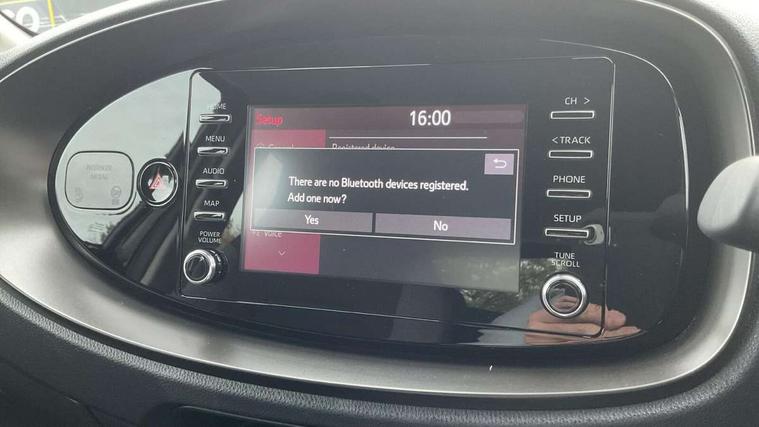 HOME
MENU
AUDIO
MAP
POWER
VOLUME
Setup
16:00
General
Registered device
There are no Bluetooth devices registered.
Add one now?
Yes
No
Voice
CH >
< TRACK
PHONE
SETUP
TUNE
SCROLL